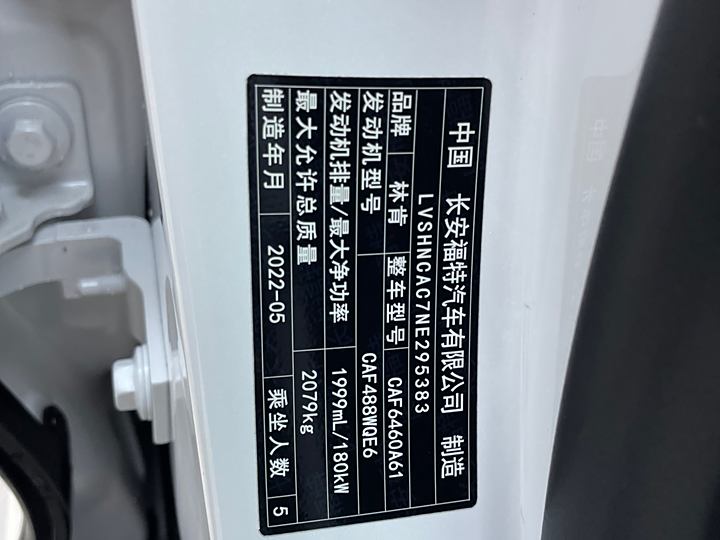 中国 长安福特汽车有限公司 制造
LVSHNCAC7NE295383
品牌 林肯 整车型号 CAF6460A61
发动机型号 CAF488WQE6
发动机排量/最大净功率 1999mL/180kW
最大允许总质量 2079kg
制造年月 2022-05 乘坐人数 5